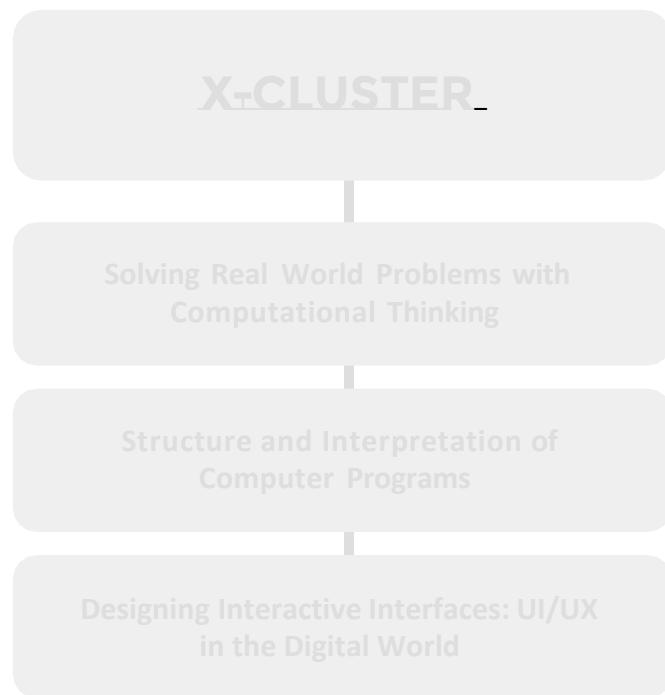 X-CLUSTER
Solving Real World Problems with
Computational Thinking
Structure and Interpretation of
Computer Programs
Designing Interactive Interfaces: UI/UX
in the Digital World